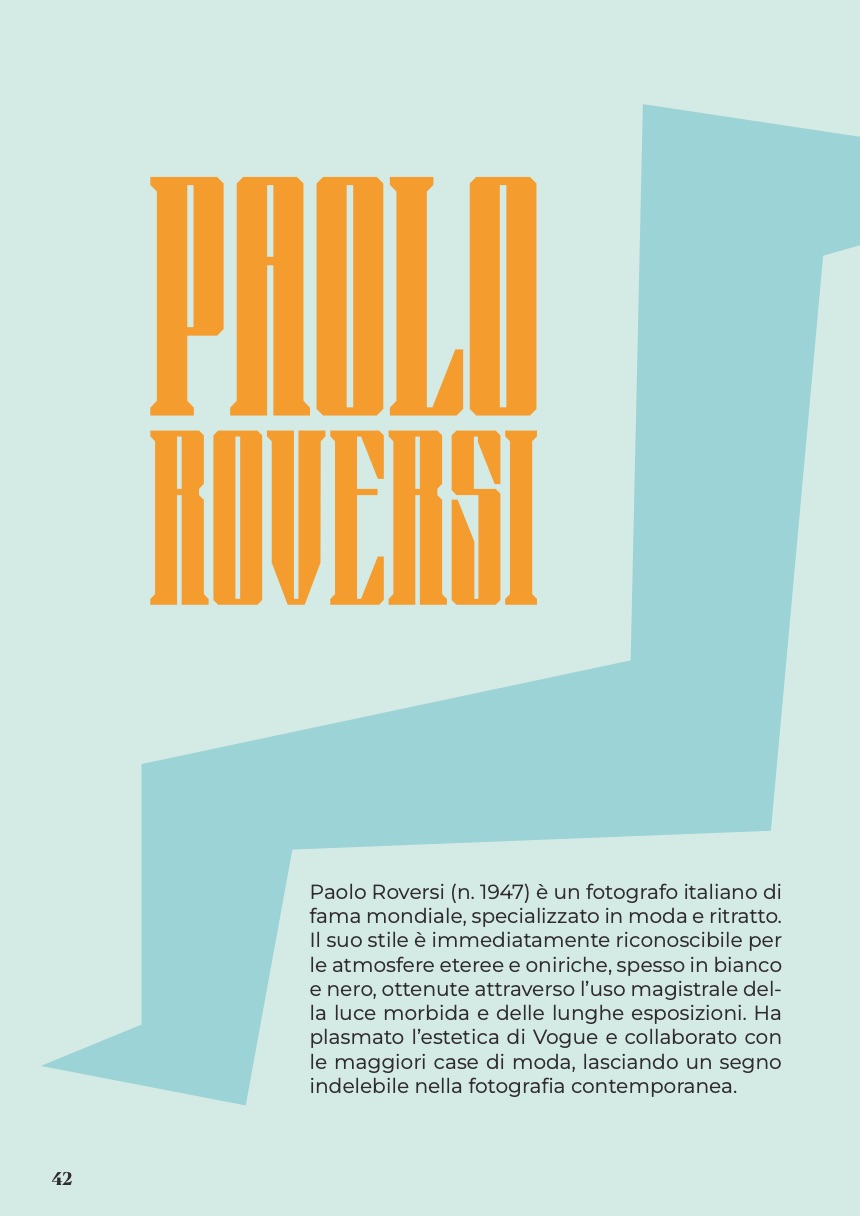 PAOLO
ROVERSI
Paolo Roversi (n. 1947) è un fotografo italiano di
fama mondiale, specializzato in moda e ritratto.
Il suo stile è immediatamente riconoscibile per
le atmosfere eteree e oniriche, spesso in bianco
e nero, ottenute attraverso l’uso magistrale del-
la luce morbida e delle lunghe esposizioni. Ha
plasmato l’estetica di Vogue e collaborato con
le maggiori case di moda, lasciando un segno
indelebile nella fotografia contemporanea.
42